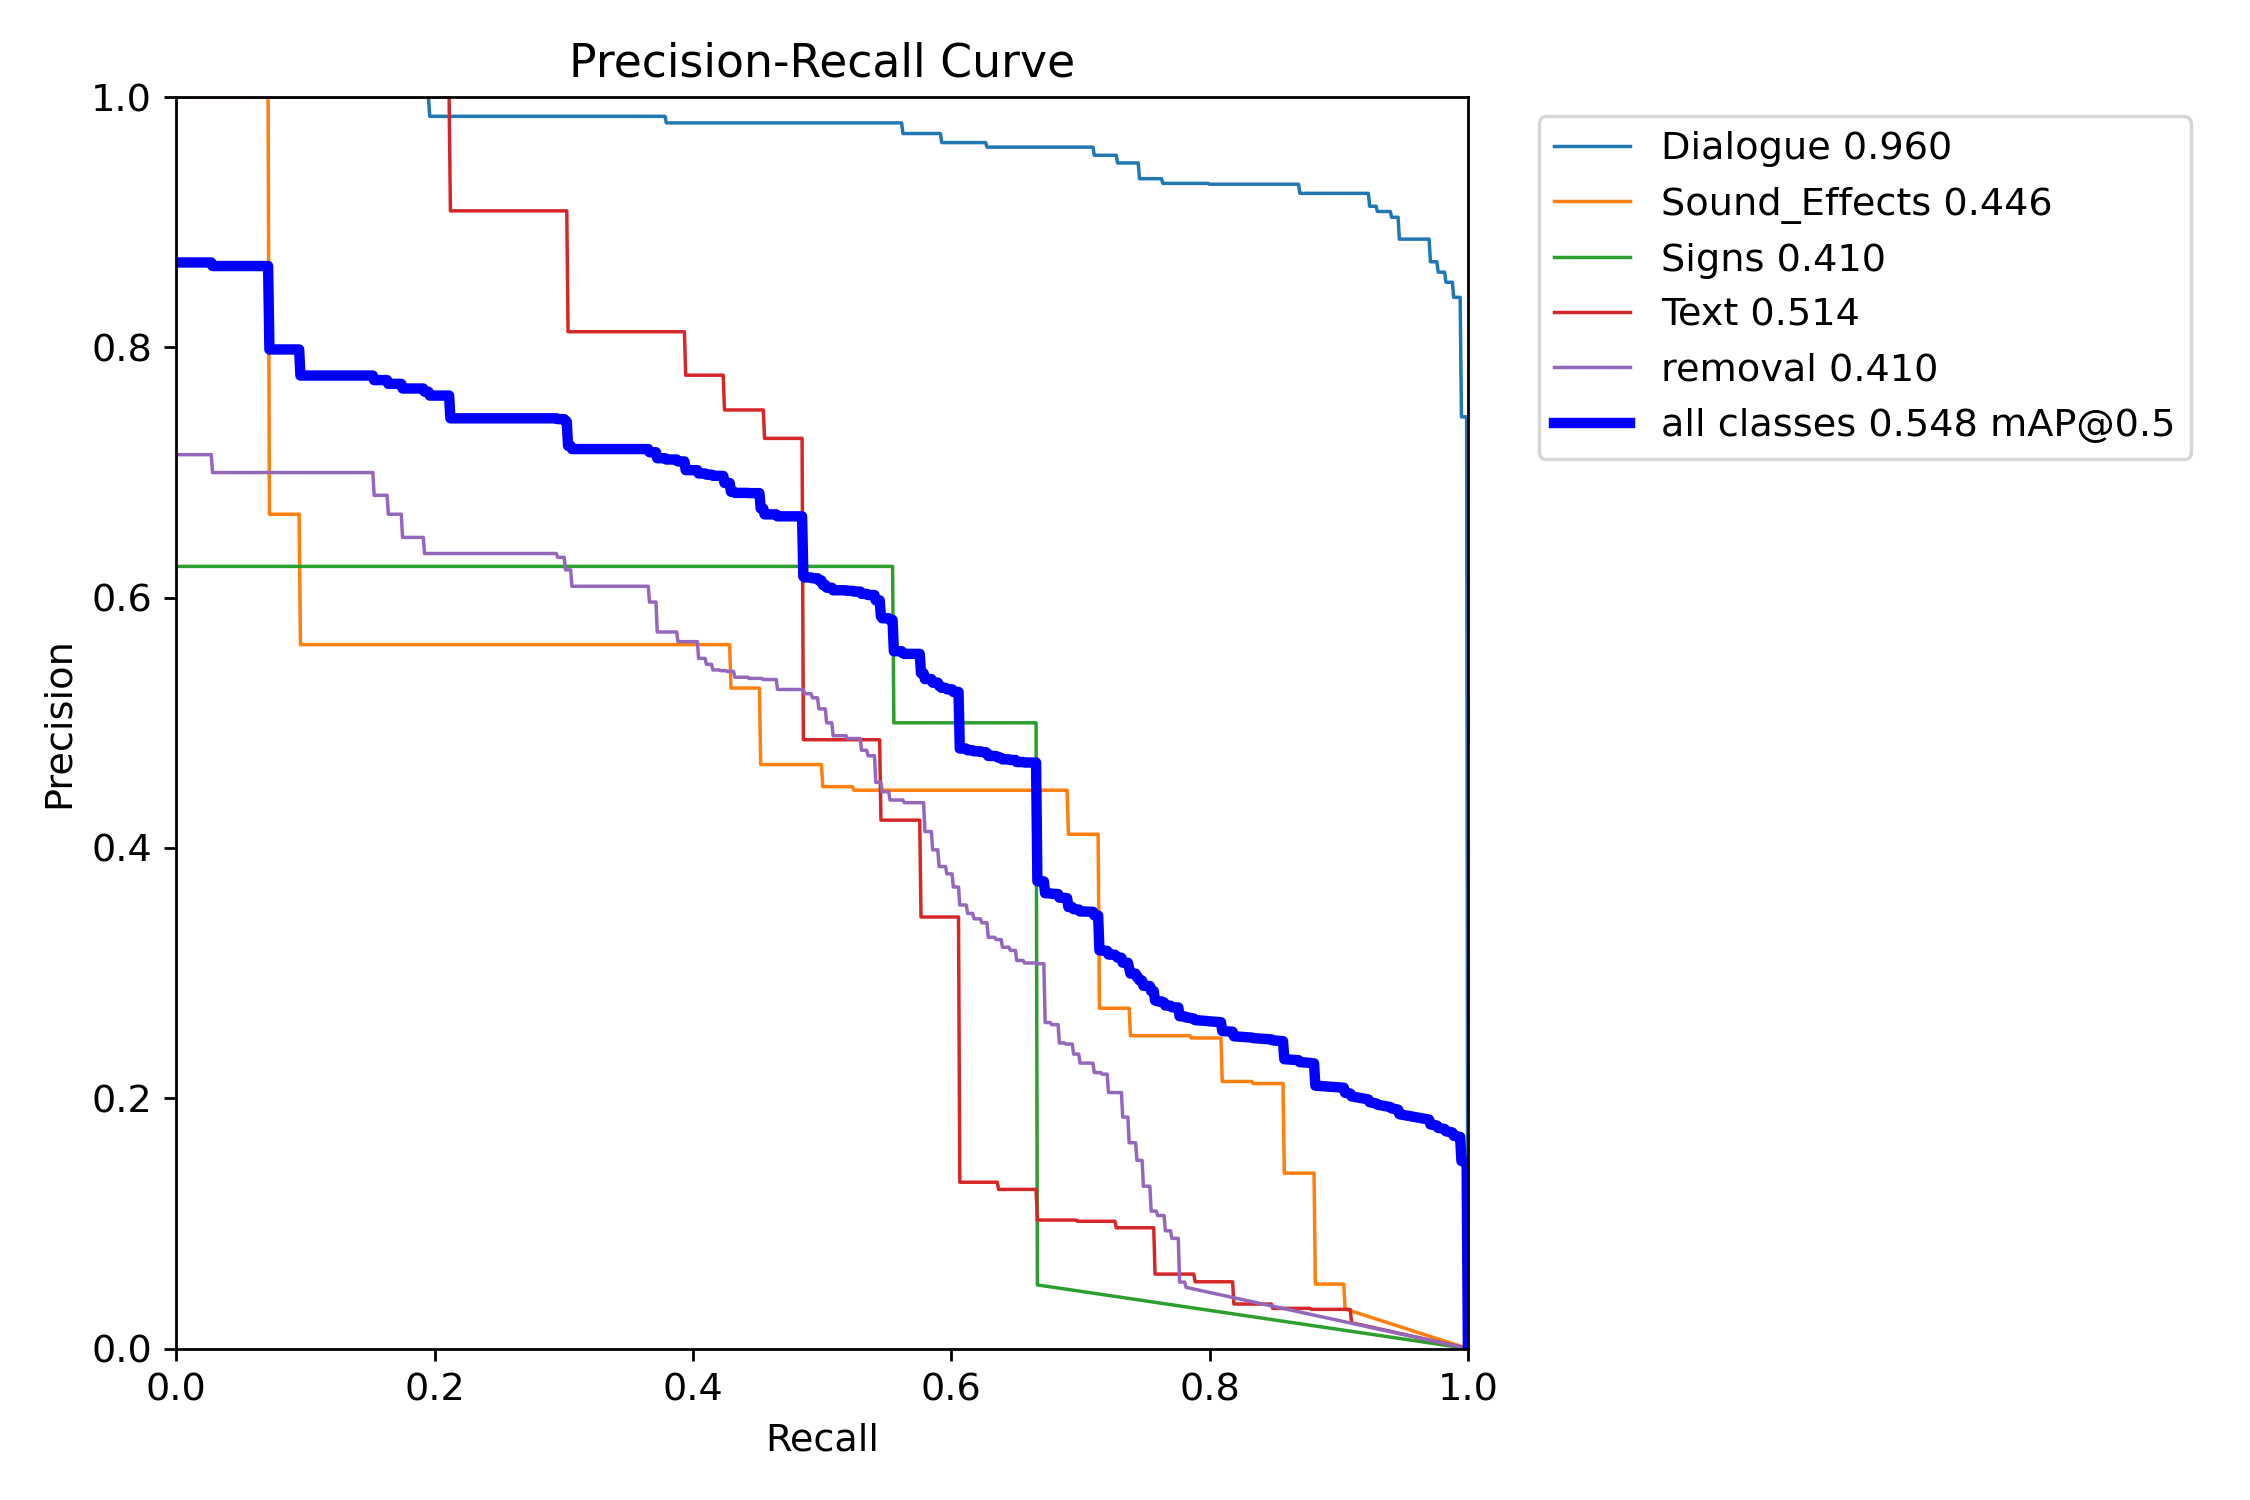 Precision-Recall Curve
1.0
0.8
0.6
0.4
0.2
0.0
Precision
0.0 0.2 0.4 0.6 0.8 1.0
Recall
Dialogue 0.960
Sound_Effects 0.446
Signs 0.410
Text 0.514
removal 0.410
all classes 0.548 mAP@0.5